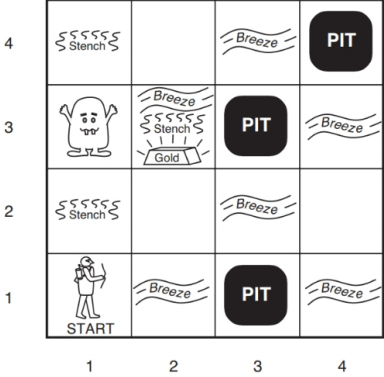 4
Stench
Breeze
PIT
3
Breeze
Stench
Gold
PIT
Breeze
2
Stench
Breeze
1
START
Breeze
PIT
Breeze
1 2 3 4